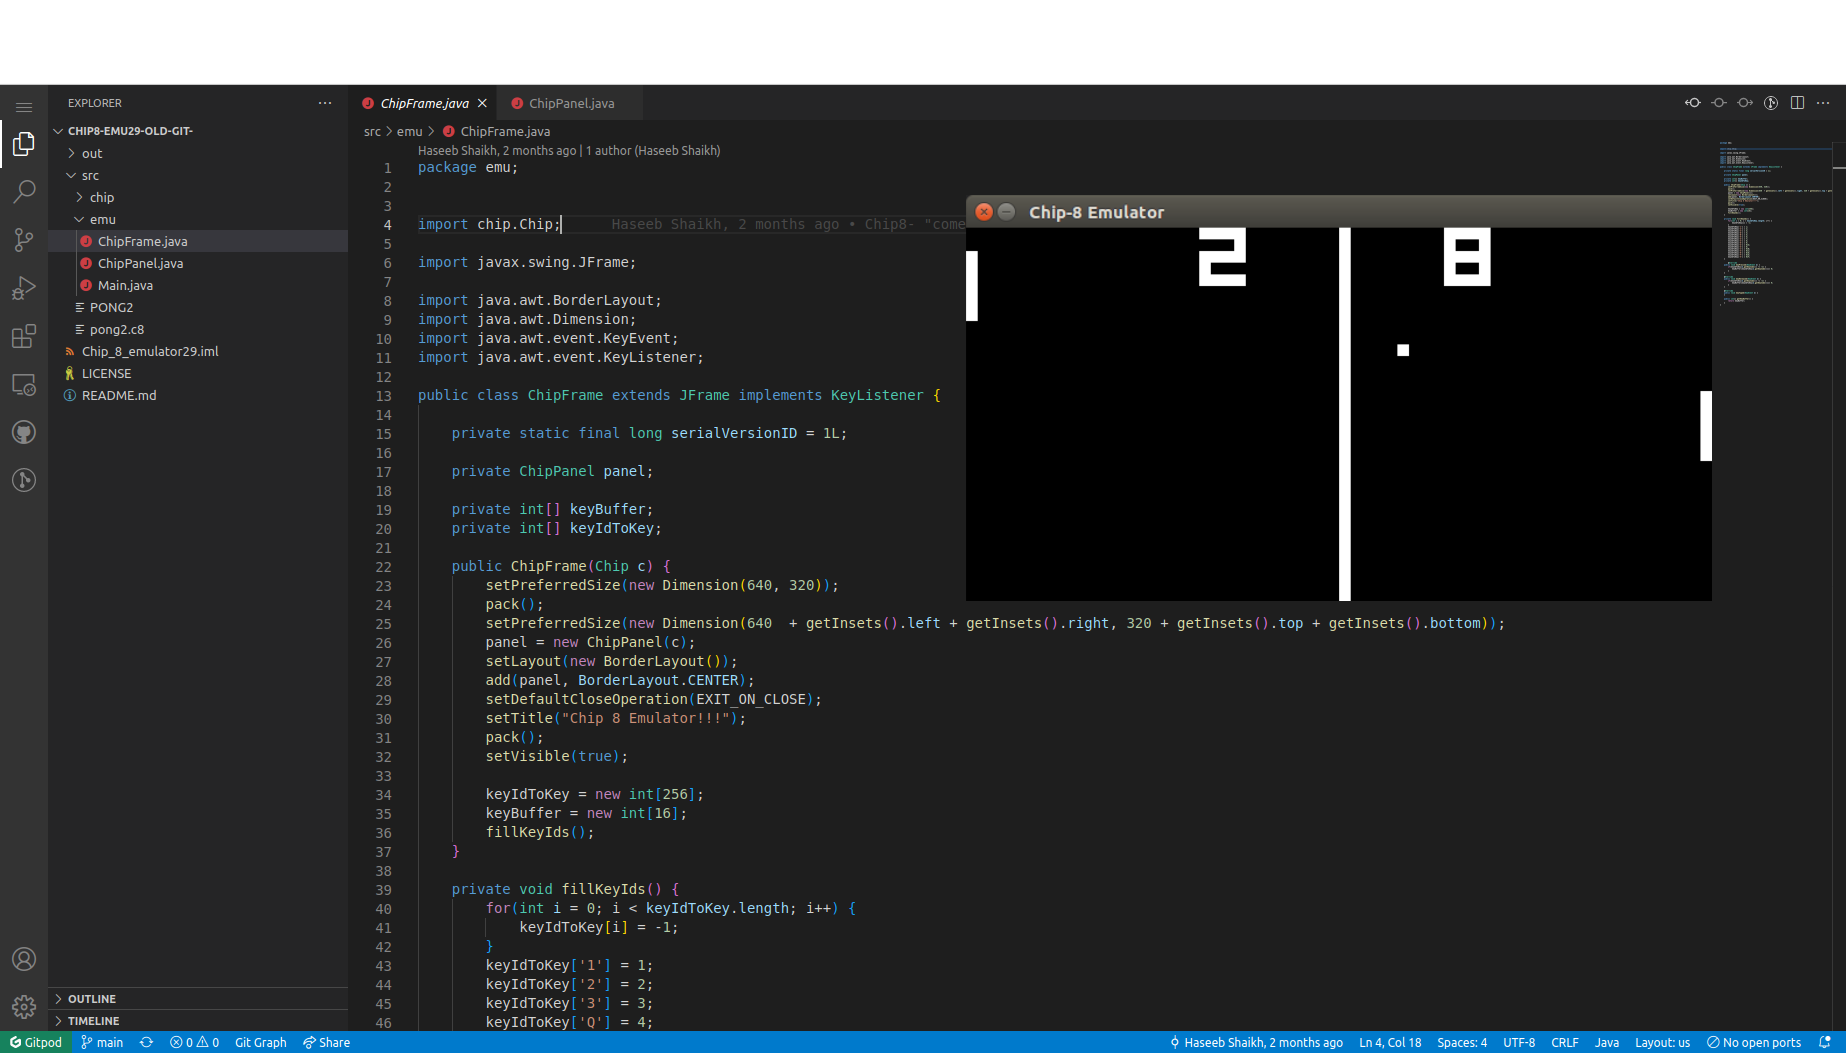 EXPLORER
CHIP8-EMU29-OLD-GIT-
out
src
chip
emu
ChipFrame.java
ChipPanel.java
Main.java
PONG2
pong2.c8
Chip_8_emulator29.iml
LICENSE
README.md
OUTLINE
TIMELINE
ChipFrame.java
ChipPanel.java
src > emu > ChipFrame.java
Haseeb Shaikh, 2 months ago | 1 author (Haseeb Shaikh)
1 package emu;
2
3
4 import chip.Chip; Haseeb Shaikh, 2 months ago • Chip8- "come
5
6 import javax.swing.JFrame;
7
8 import java.awt.BorderLayout;
9 import java.awt.Dimension;
10 import java.awt.event.KeyEvent;
11 import java.awt.event.KeyListener;
12
13 public class ChipFrame extends JFrame implements KeyListener {
14
15 private static final long serialVersionID = 1L;
16
17 private ChipPanel panel;
18
19 private int[] keyBuffer;
20 private int[] keyIdToKey;
21
22 public ChipFrame(Chip c) {
23 setPreferredSize(new Dimension(640, 320));
24 pack();
25 setPreferredSize(new Dimension(640  + getInsets().left + getInsets().right, 320 + getInsets().top + getInsets().bottom));
26 panel = new ChipPanel(c);
27 setLayout(new BorderLayout());
28 add(panel, BorderLayout.CENTER);
29 setDefaultCloseOperation(EXIT_ON_CLOSE);
30 setTitle("Chip 8 Emulator!!!");
31 pack();
32 setVisible(true);
33
34 keyIdToKey = new int[256];
35 keyBuffer = new int[16];
36 fillKeyIds();
37 }
38
39 private void fillKeyIds() {
40 for(int i = 0; i < keyIdToKey.length; i++) {
41 keyIdToKey[i] = -1;
42 }
43 keyIdToKey['1'] = 1;
44 keyIdToKey['2'] = 2;
45 keyIdToKey['3'] = 3;
46 keyIdToKey['Q'] = 4;
Chip-8 Emulator
2 8
Gitpod main 0 0 Git Graph Share Haseeb Shaikh, 2 months ago Ln 4, Col 18 Spaces: 4 UTF-8 CRLF Java Layout: us No open ports